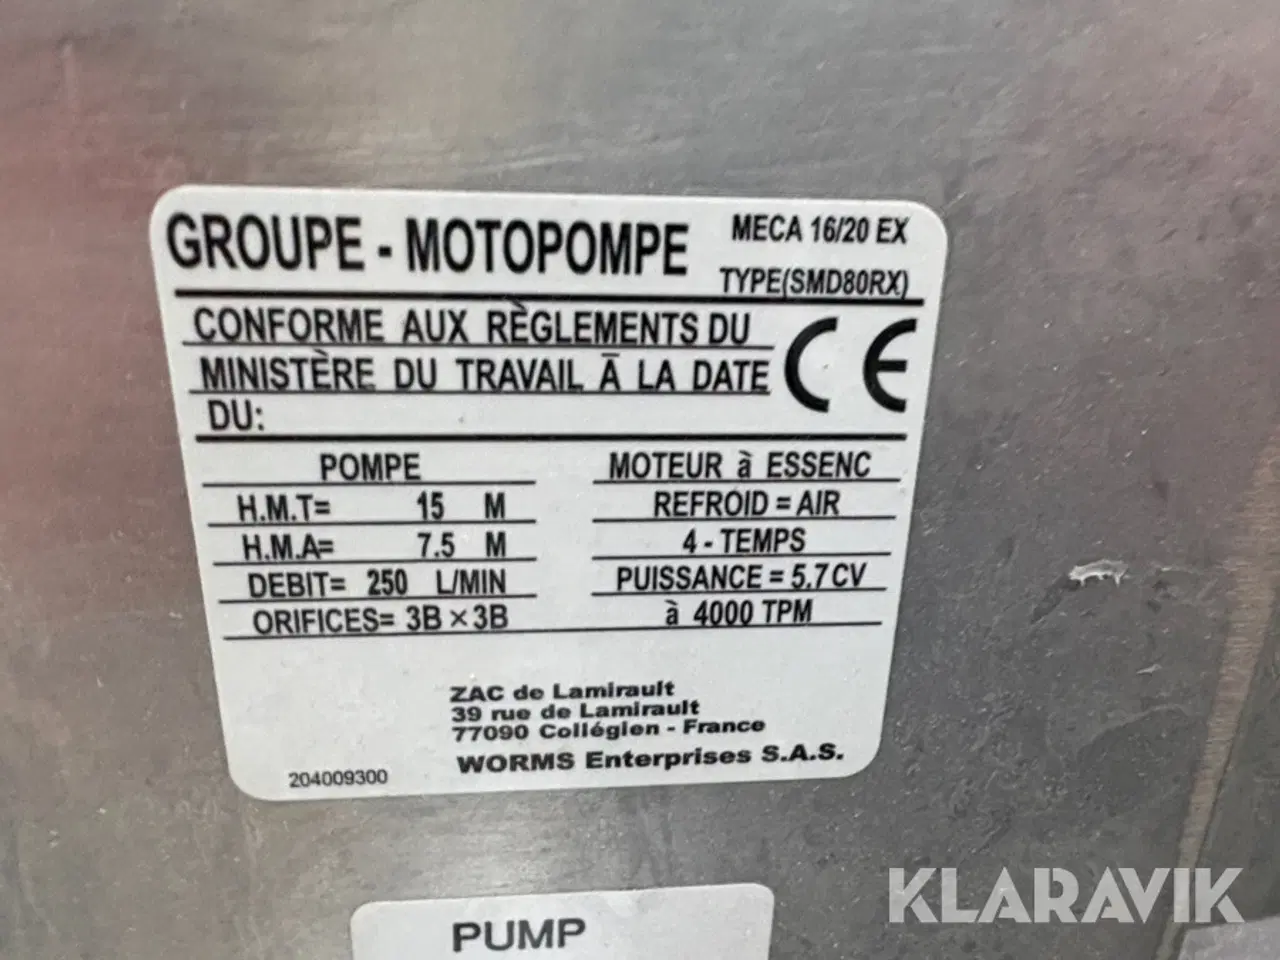 GROUPE - MOTOPOMPE
MECA 16/20 EX
TYPE(SMD80RX)
CONFORME AUX RÈGLEMENTS DU
MINISTÈRE DU TRAVAIL Ā LA DATE
DU:
CE
POMPE
H.M.T= 15 M
H.M.A= 7.5 M
DEBIT= 250 L/MIN
ORIFICES= 3B × 3B
MOTEUR à ESSENC
REFROID = AIR
4 - TEMPS
PUISSANCE = 5.7 CV
à 4000 TPM
ZAC de Lamirault
39 rue de Lamirault
77090 Collégien - France
WORMS Enterprises S.A.S.
204009300
PUMP
KLARAVIK